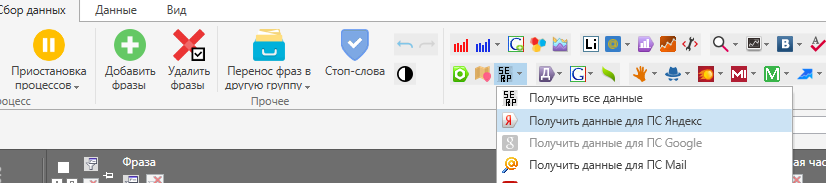 Сбор данных Данные Вид
Приостановка процессов
Добавить фразы
Удалить фразы
Перенос фраз в другую группу
Стоп-слова
Прочее
SERP
Получить все данные
Получить данные для ПС Яндекс
Получить данные для ПС Google
Получить данные для ПС Mail
Фраза